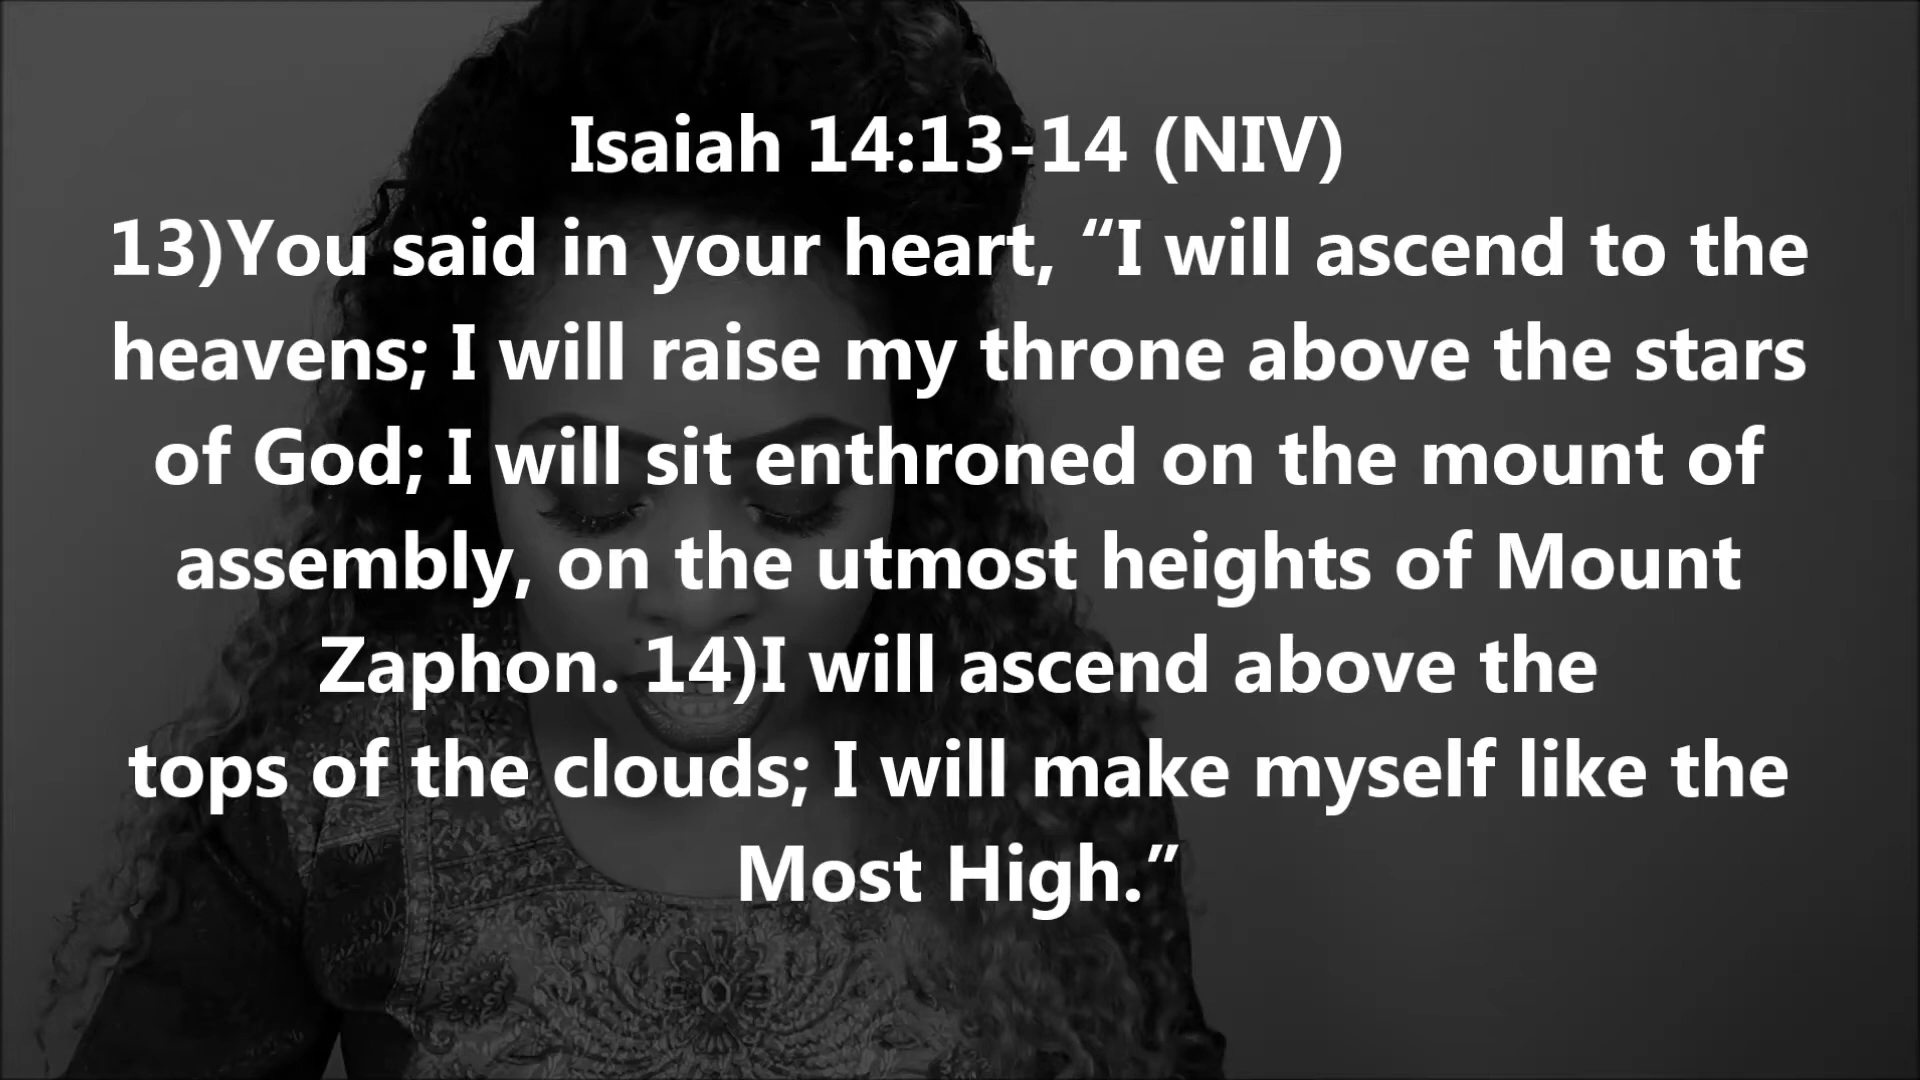 Isaiah 14:13-14 (NIV)
13)You said in your heart, “I will ascend to the
heavens; I will raise my throne above the stars
of God; I will sit enthroned on the mount of
assembly, on the utmost heights of Mount
Zaphon. 14)I will ascend above the
tops of the clouds; I will make myself like the
Most High.”